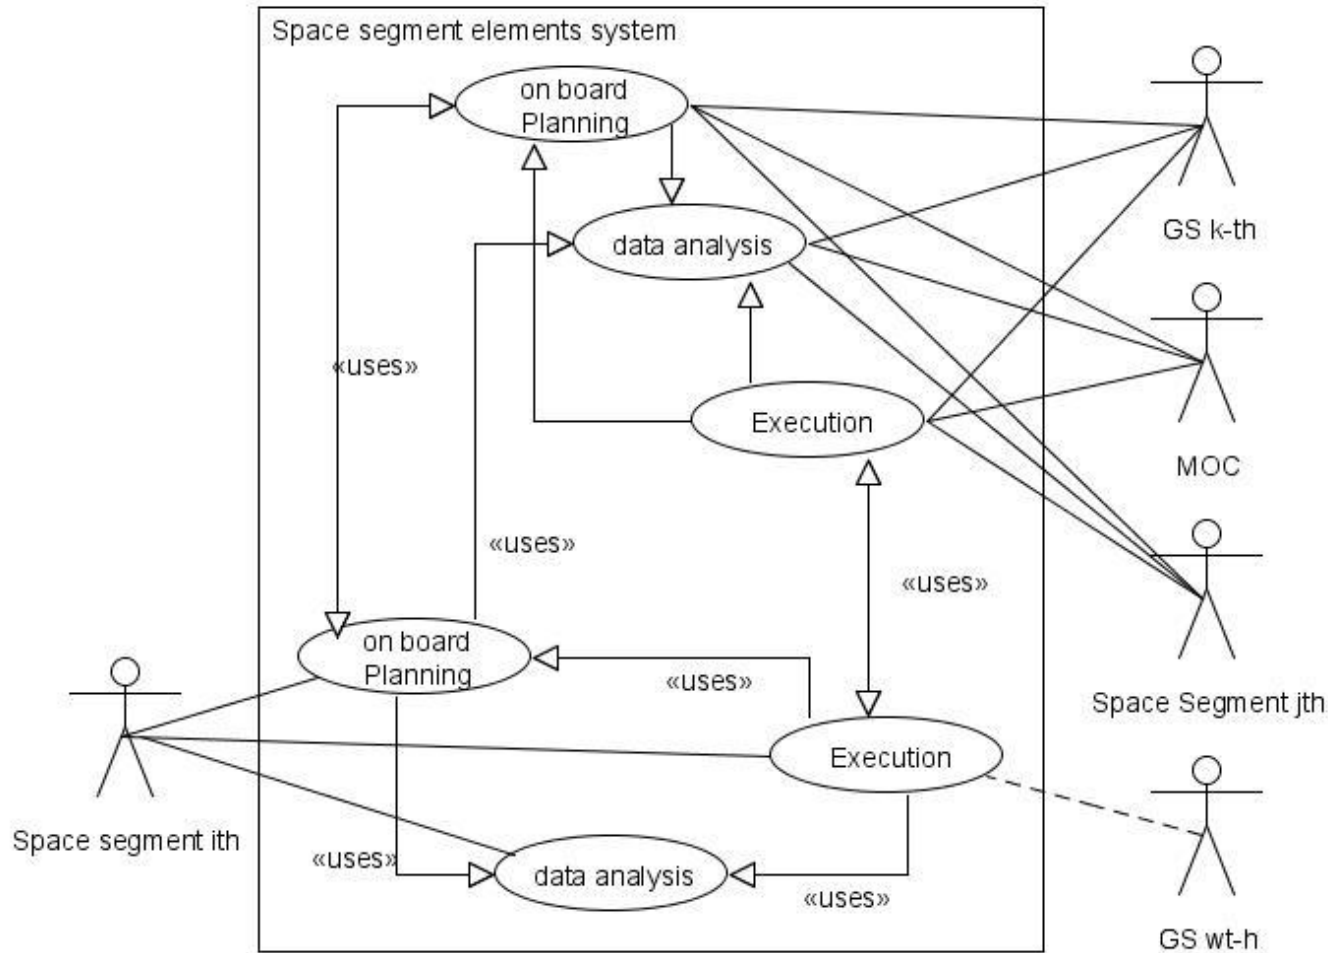 Space segment elements system
on board
Planning
GS k-th
data analysis
«uses»
Execution
MOC
«uses»
«uses»
on board
Planning
«uses»
Space Segment jth
Execution
Space segment ith
«uses»
data analysis
«uses»
GS wt-h